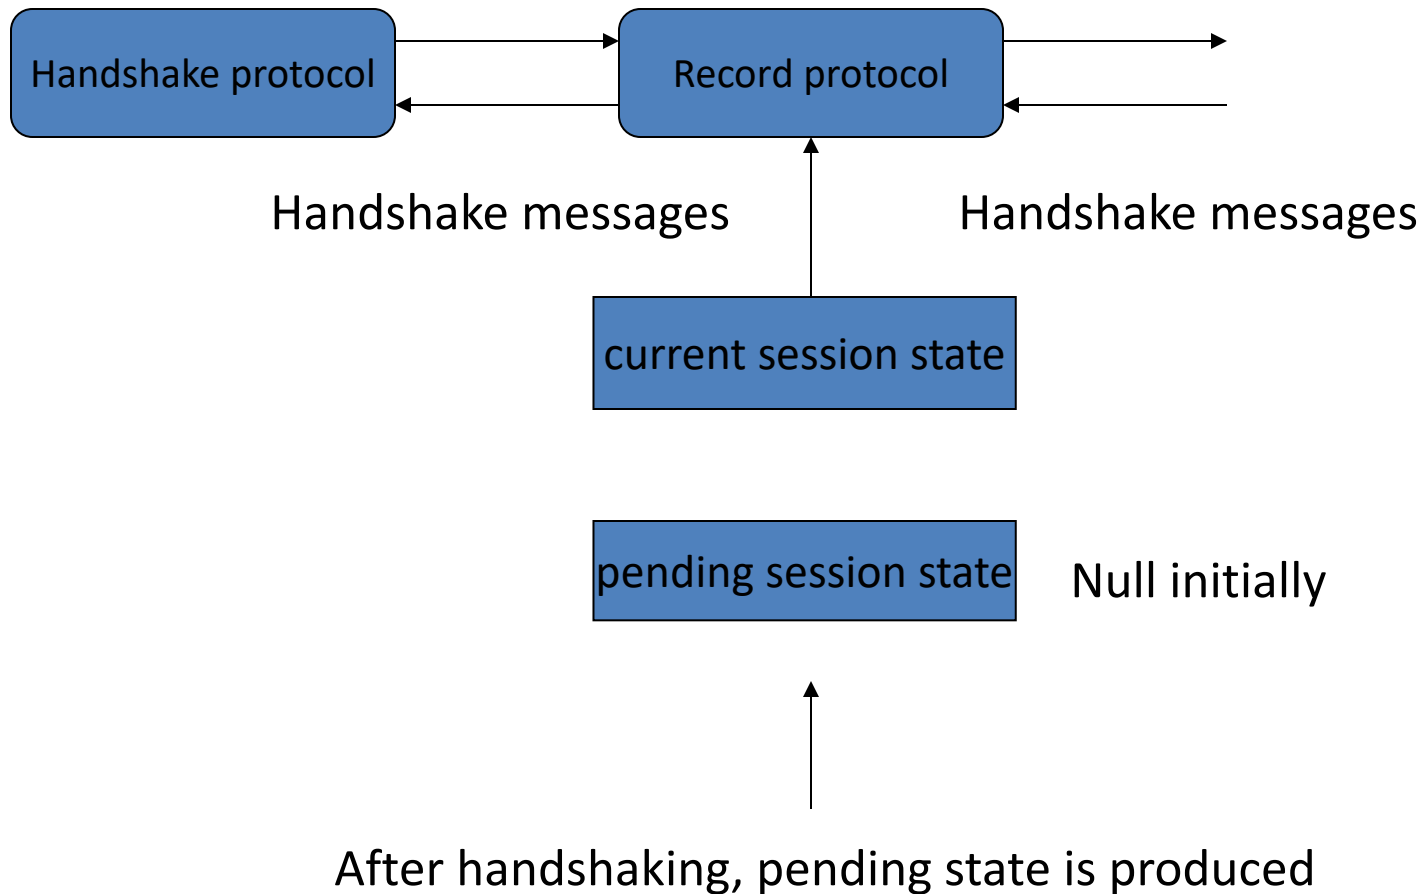 Handshake protocol
Record protocol
Handshake messages
Handshake messages
current session state
pending session state
Null initially
After handshaking, pending state is produced